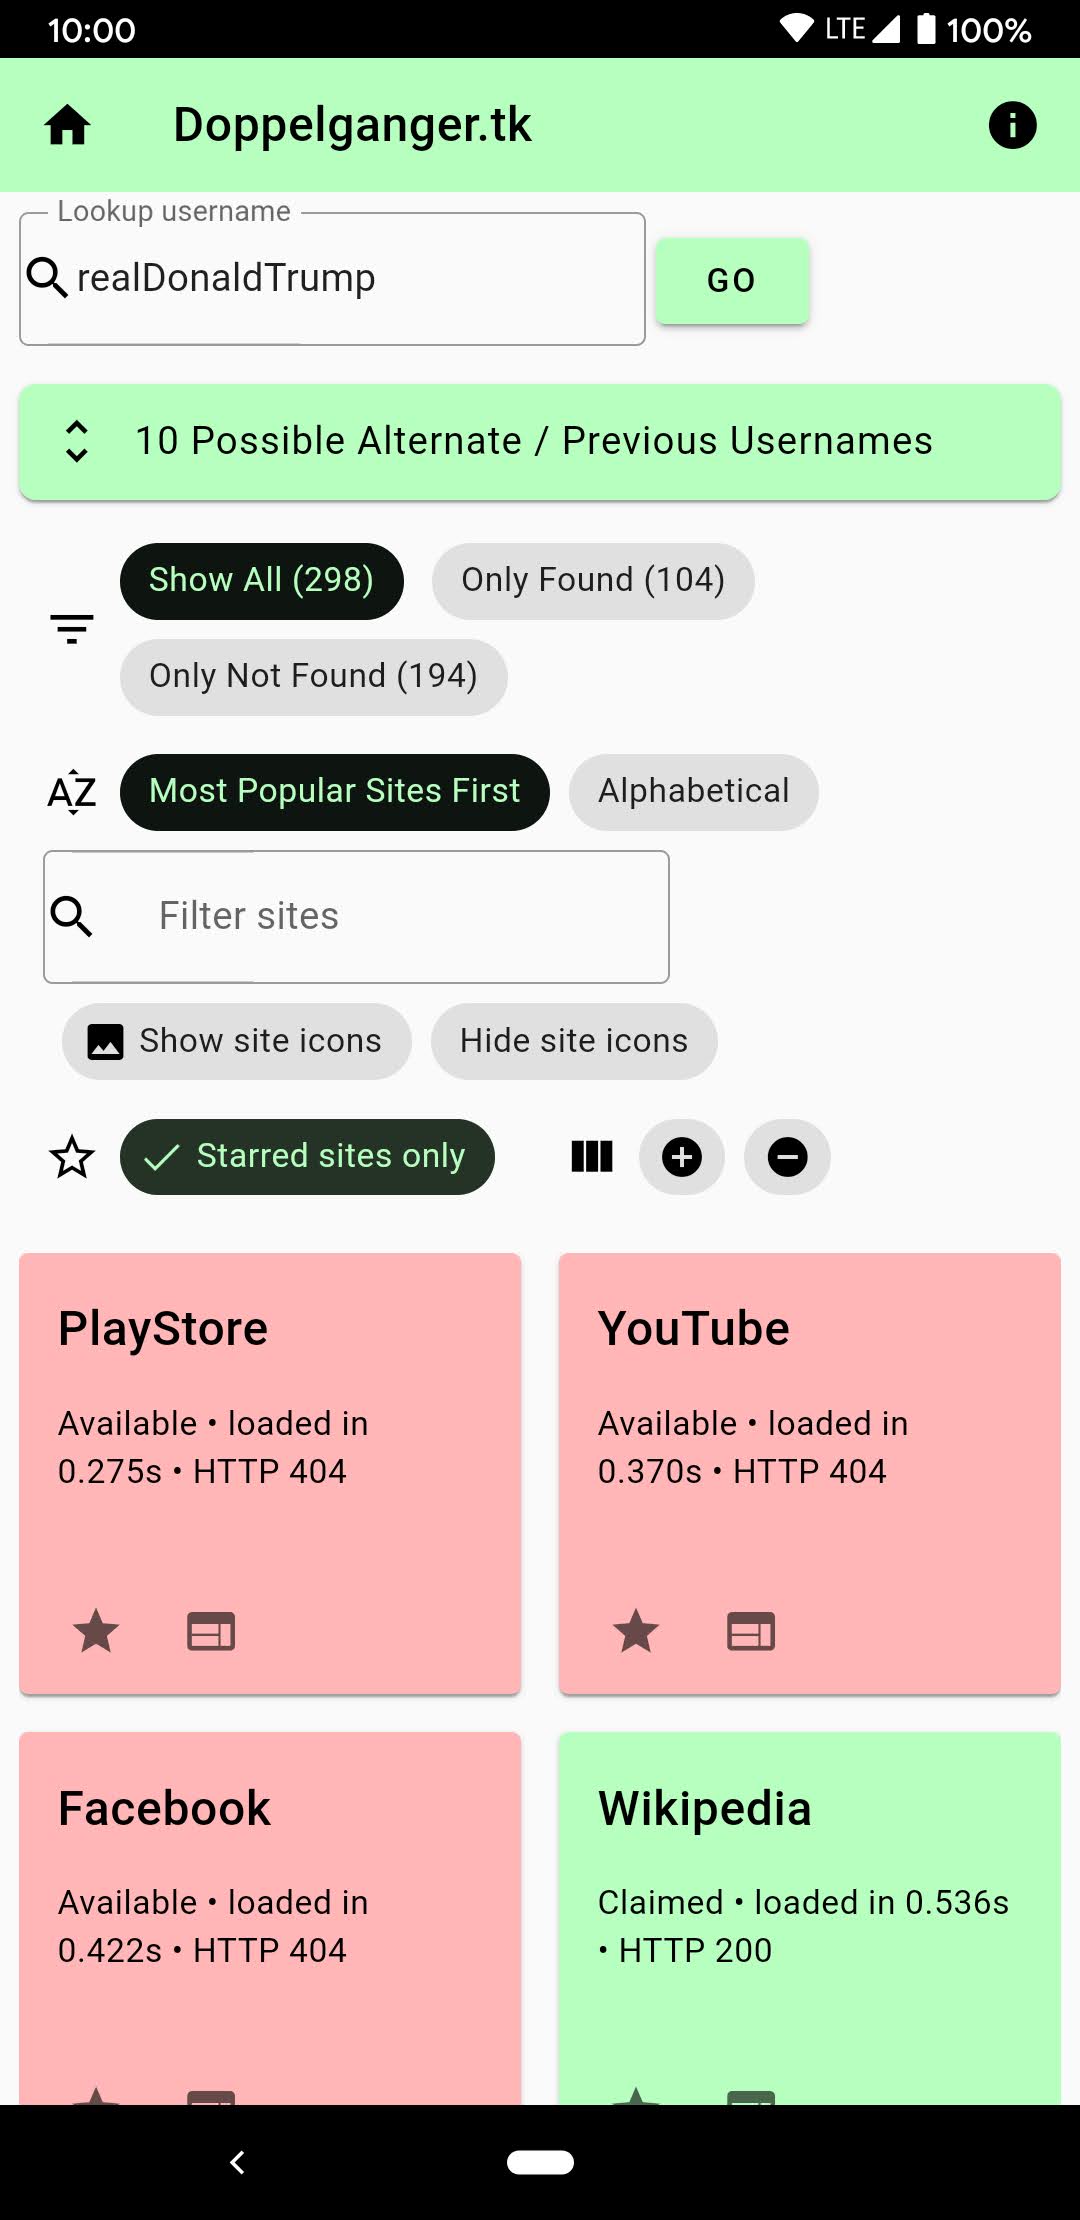 10:00
LTE 100%
Doppelganger.tk
Lookup username
realDonaldTrump
GO
10 Possible Alternate / Previous Usernames
Show All (298)
Only Found (104)
Only Not Found (194)
AZ
Most Popular Sites First
Alphabetical
Filter sites
Show site icons
Hide site icons
Starred sites only
PlayStore
Available • loaded in
0.275s • HTTP 404
YouTube
Available • loaded in
0.370s • HTTP 404
Facebook
Available • loaded in
0.422s • HTTP 404
Wikipedia
Claimed • loaded in 0.536s
• HTTP 200